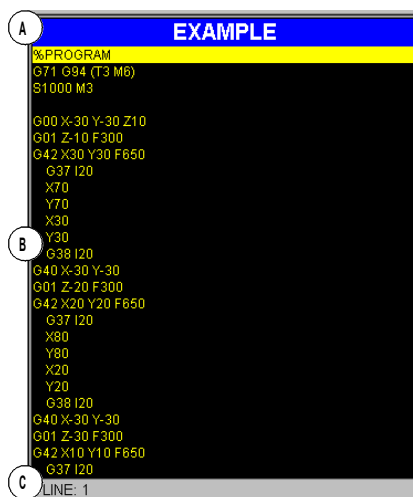 A
EXAMPLE
%PROGRAM
G71 G94 (T3 M6)
S1000 M3
G00 X-30 Y-30 Z10
G01 Z-10 F300
G42 X30 Y30 F650
G37 I20
X70
Y70
X30
Y30
B
G38 I20
G40 X-30 Y-30
G01 Z-20 F300
G42 X20 Y20 F650
G37 I20
X80
Y80
X20
Y20
G38 I20
G40 X-30 Y-30
G01 Z-30 F300
G42 X10 Y10 F650
G37 I20
C
LINE: 1